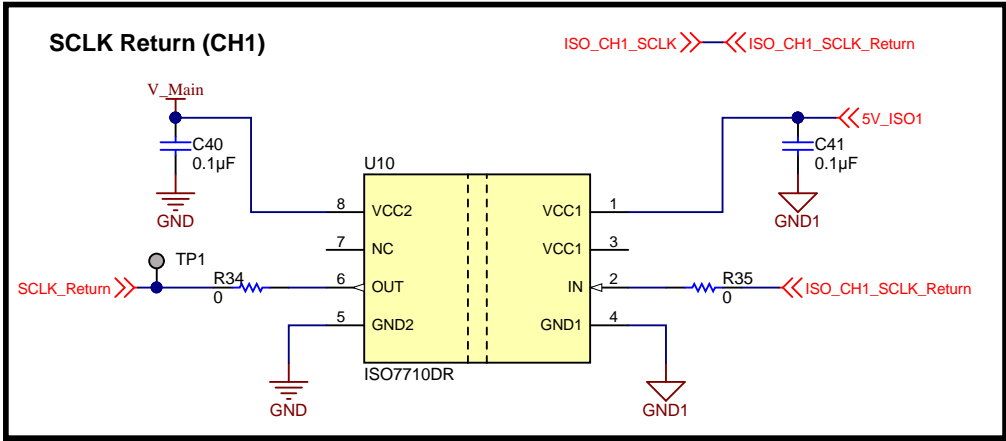 SCLK Return (CH1)
ISO_CH1_SCLK ISO_CH1_SCLK_Return
V_Main
C40
0.1µF
GND
5V_ISO1
C41
0.1µF
GND1
U10
8 VCC2 VCC1 1
7 NC VCC1 3
6 OUT IN 2
5 GND2 GND1 4
ISO7710DR
TP1
SCLK_Return
R34
0
R35
0
ISO_CH1_SCLK_Return
GND
GND1